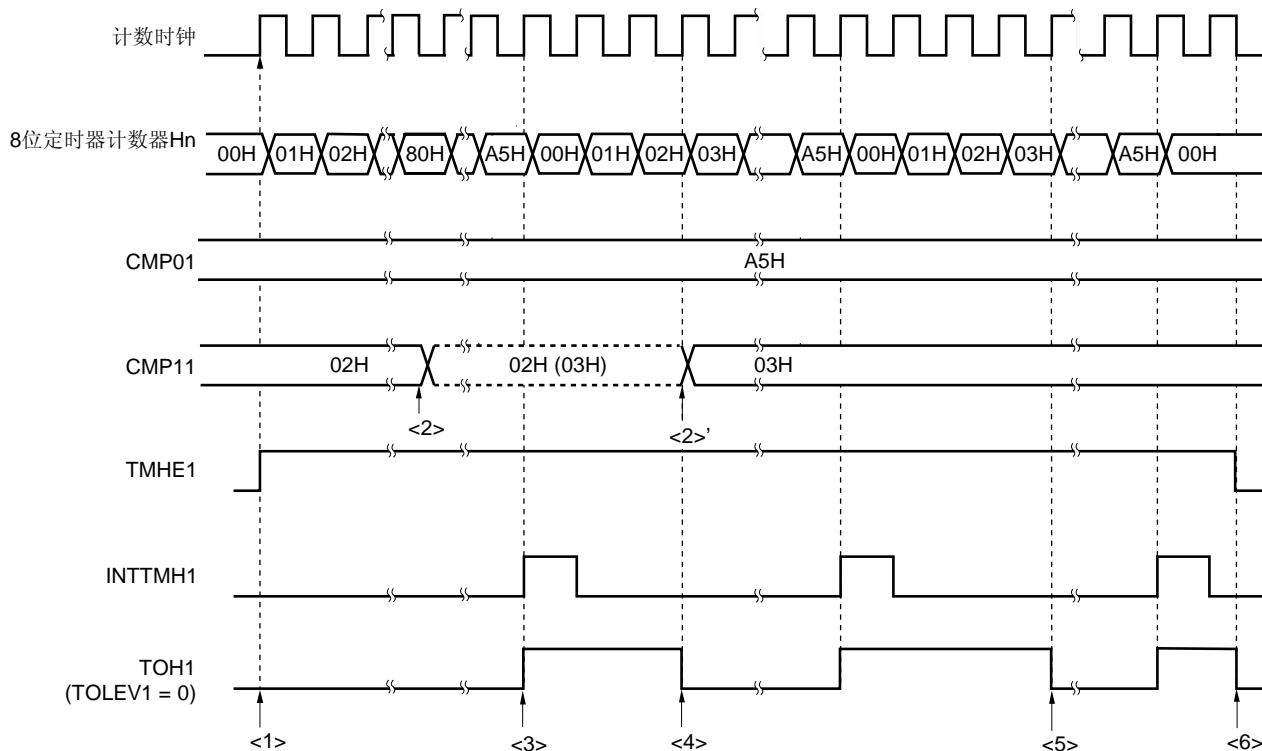 计数时钟
8位定时器计数器Hn
00H 01H 02H 80H A5H 00H 01H 02H 03H A5H 00H 01H 02H 03H A5H 00H
CMP01
A5H
CMP11
02H 02H (03H) 03H
<2> <2>’
TMHE1
INTTMH1
TOH1
(TOLEV1 = 0)
<1> <3> <4> <5> <6>